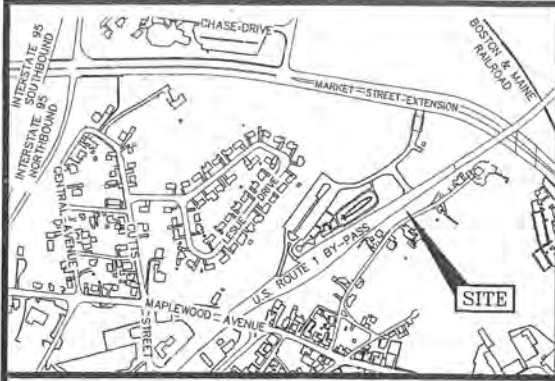 CHASE DRIVE
INTERSTATE 95
SOUTHBOUND
INTERSTATE 95
NORTHBOUND
BOSTON & MAINE
RAILROAD
MARKET STREET EXTENSION
CENTRAL AVENUE
CUTTS
STREET
LESLIE DRIVE
U.S. ROUTE 1 BY-PASS
MAPLEWOOD AVENUE
SITE